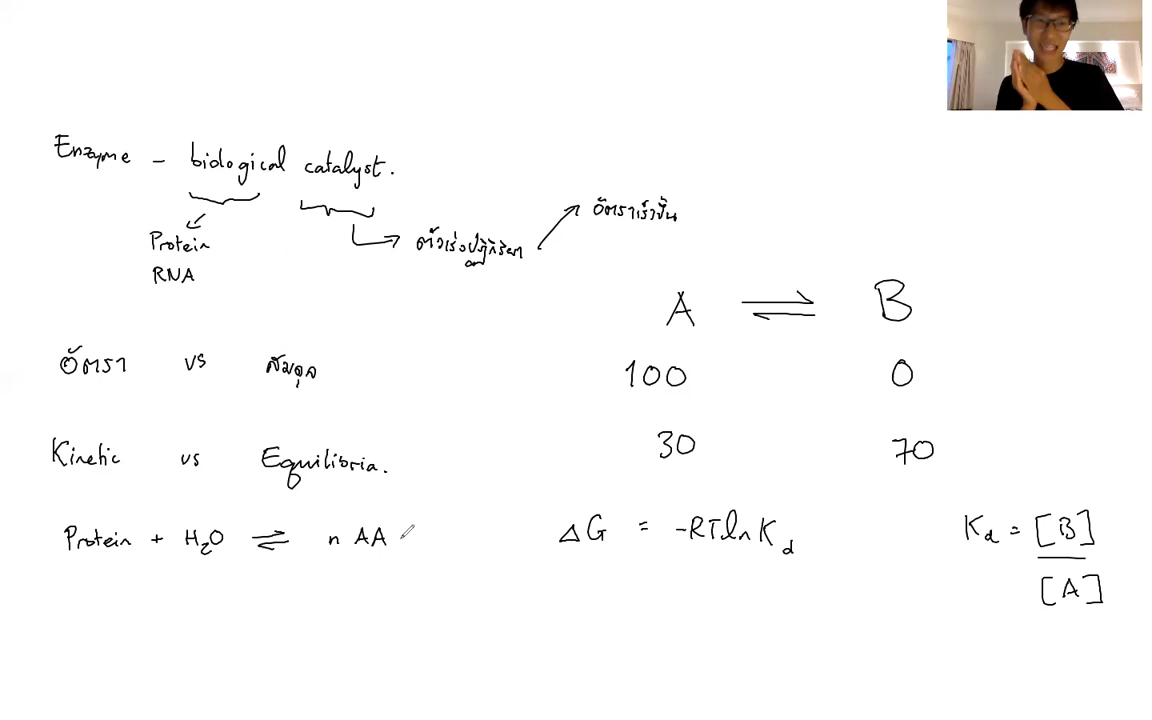 Enzyme – biological catalyst.
อัตราเร็วขึ้น
Protein
ตัวเร่งปฏิกิริยา
RNA
A ⇌ B
อัตรา vs สมดุล
100 0
Kinetic vs Equilibria.
30 70
Protein + H₂O ⇌ n AA
ΔG = -RTlnK_d
K_d = [B]
[A]